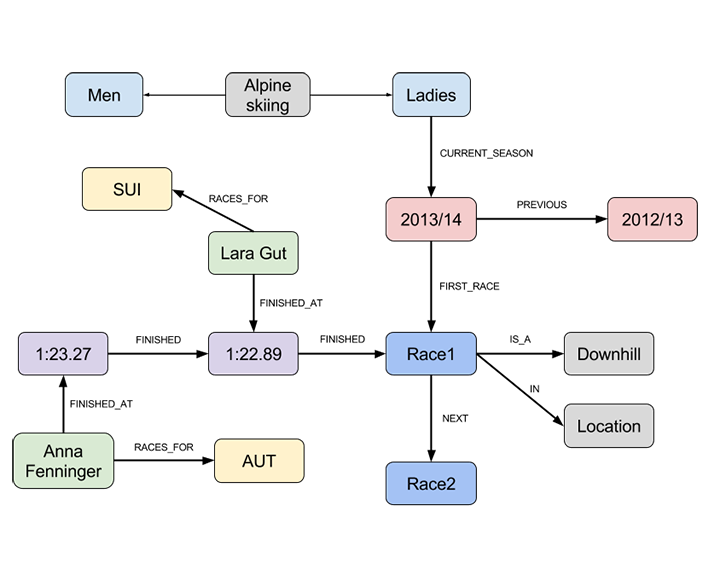 Men
Alpine
skiing
Ladies
CURRENT_SEASON
SUI
RACES_FOR
2013/14
PREVIOUS
2012/13
Lara Gut
FINISHED_AT
FIRST_RACE
1:23.27
FINISHED
1:22.89
FINISHED
Race1
IS_A
Downhill
IN
FINISHED_AT
NEXT
Location
Anna
Fenninger
RACES_FOR
AUT
Race2